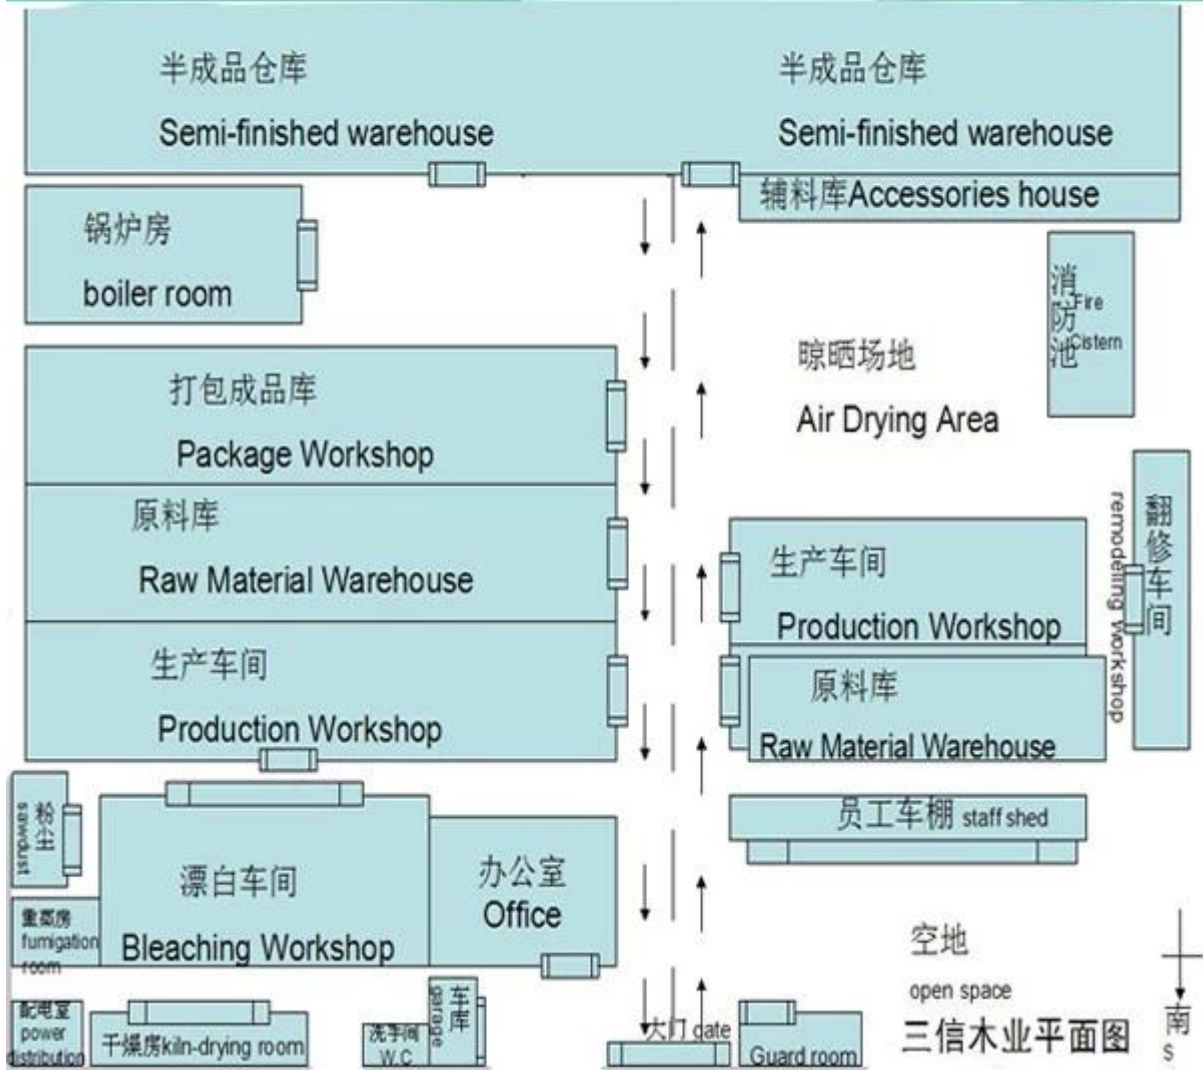 半成品仓库
Semi-finished warehouse
半成品仓库
Semi-finished warehouse
辅料库Accessories house
锅炉房
boiler room
消防池
Fire
Cistern
晾晒场地
Air Drying Area
打包成品库
Package Workshop
原料库
Raw Material Warehouse
生产车间
Production Workshop
生产车间
Production Workshop
原料库
Raw Material Warehouse
翻修车间
remodeling workshop
粉尘
sawdust
漂白车间
Bleaching Workshop
办公室
Office
员工车棚 staff shed
重蒸房
fumigation
room
空地
open space
配电室
power
distribution
干燥房kiln-drying room
洗手间
W.C
车库
garage
大门 gate
Guard room
三信木业平面图
南
S